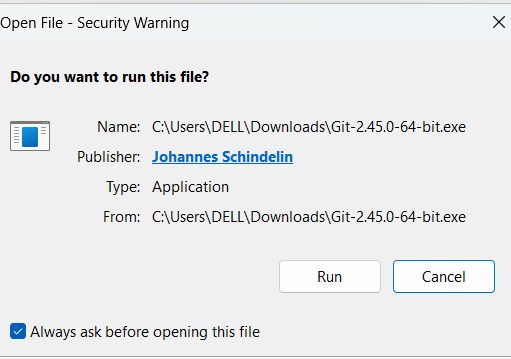 Open File - Security Warning
Do you want to run this file?
Name: C:\Users\DELL\Downloads\Git-2.45.0-64-bit.exe
Publisher: Johannes Schindelin
Type: Application
From: C:\Users\DELL\Downloads\Git-2.45.0-64-bit.exe
Run Cancel
Always ask before opening this file